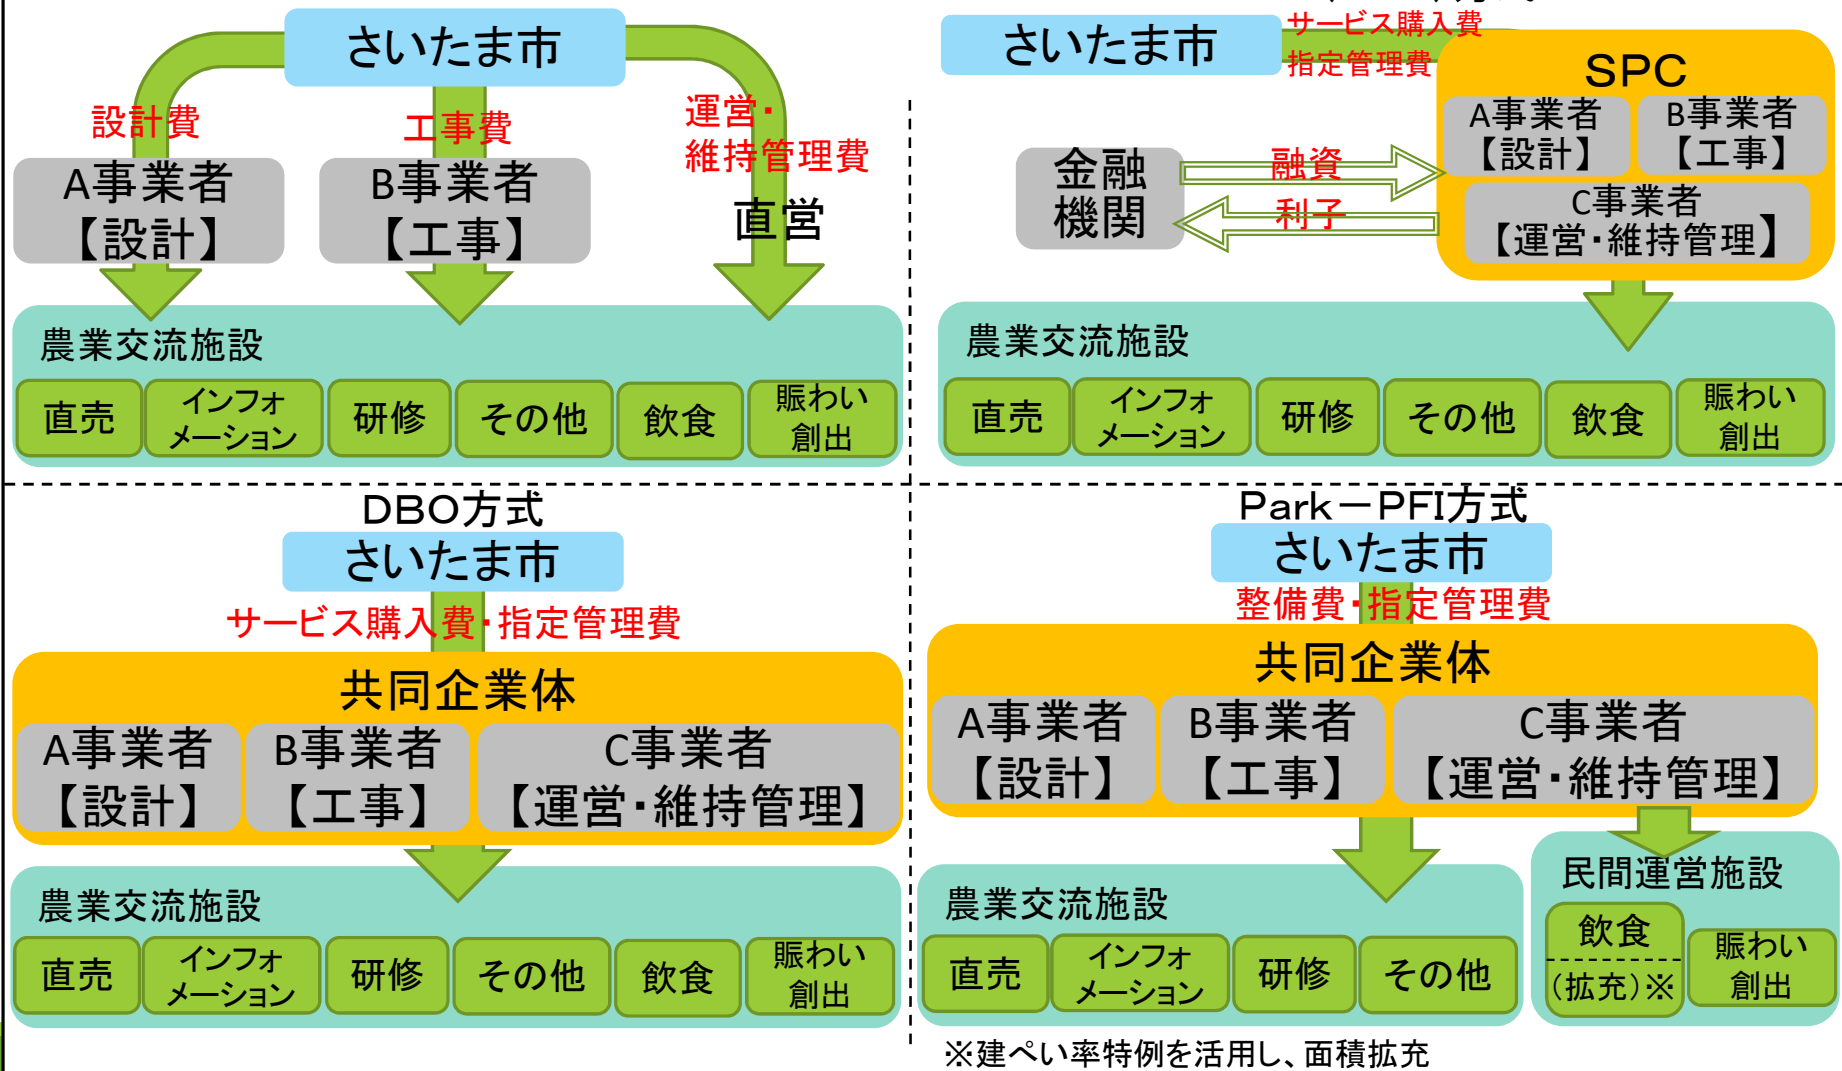 さいたま市
設計費
工事費
運営・
維持管理費
A事業者
【設計】
B事業者
【工事】
直営
農業交流施設
直売
インフォ
メーション
研修
その他
飲食
賑わい
創出
さいたま市
サービス購入費
指定管理費
SPC
A事業者
【設計】
B事業者
【工事】
C事業者
【運営・維持管理】
金融
機関
融資
利子
農業交流施設
直売
インフォ
メーション
研修
その他
飲食
賑わい
創出
DBO方式
さいたま市
サービス購入費・指定管理費
共同企業体
A事業者
【設計】
B事業者
【工事】
C事業者
【運営・維持管理】
農業交流施設
直売
インフォ
メーション
研修
その他
飲食
賑わい
創出
Park－PFI方式
さいたま市
整備費・指定管理費
共同企業体
A事業者
【設計】
B事業者
【工事】
C事業者
【運営・維持管理】
農業交流施設
直売
インフォ
メーション
研修
その他
民間運営施設
飲食
(拡充)※
賑わい
創出
※建ぺい率特例を活用し、面積拡充